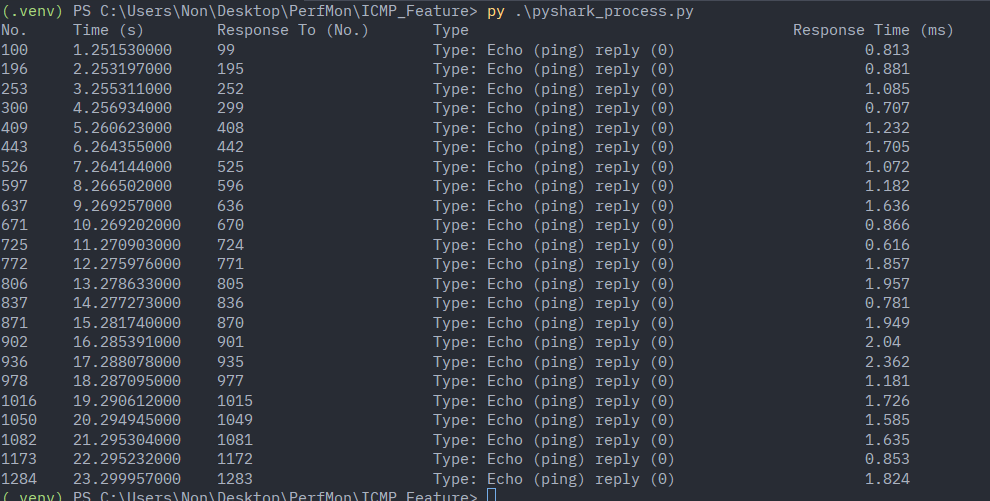 (.venv) PS C:\Users\Non\Desktop\PerfMon\ICMP_Feature> py .\pyshark_process.py
No. Time (s) Response To (No.) Type Response Time (ms)
100 1.251530000 99 Type: Echo (ping) reply (0) 0.813
196 2.253197000 195 Type: Echo (ping) reply (0) 0.881
253 3.255311000 252 Type: Echo (ping) reply (0) 1.085
300 4.256934000 299 Type: Echo (ping) reply (0) 0.707
409 5.260623000 408 Type: Echo (ping) reply (0) 1.232
443 6.264355000 442 Type: Echo (ping) reply (0) 1.705
526 7.264144000 525 Type: Echo (ping) reply (0) 1.072
597 8.266502000 596 Type: Echo (ping) reply (0) 1.182
637 9.269257000 636 Type: Echo (ping) reply (0) 1.636
671 10.269202000 670 Type: Echo (ping) reply (0) 0.866
725 11.270903000 724 Type: Echo (ping) reply (0) 0.616
772 12.275976000 771 Type: Echo (ping) reply (0) 1.857
806 13.278633000 805 Type: Echo (ping) reply (0) 1.957
837 14.277273000 836 Type: Echo (ping) reply (0) 0.781
871 15.281740000 870 Type: Echo (ping) reply (0) 1.949
902 16.285391000 901 Type: Echo (ping) reply (0) 2.04
936 17.288078000 935 Type: Echo (ping) reply (0) 2.362
978 18.287095000 977 Type: Echo (ping) reply (0) 1.181
1016 19.290612000 1015 Type: Echo (ping) reply (0) 1.726
1050 20.294945000 1049 Type: Echo (ping) reply (0) 1.585
1082 21.295304000 1081 Type: Echo (ping) reply (0) 1.635
1173 22.295232000 1172 Type: Echo (ping) reply (0) 0.853
1284 23.299957000 1283 Type: Echo (ping) reply (0) 1.824
(.venv) PS C:\Users\Non\Desktop\PerfMon\ICMP_Feature>